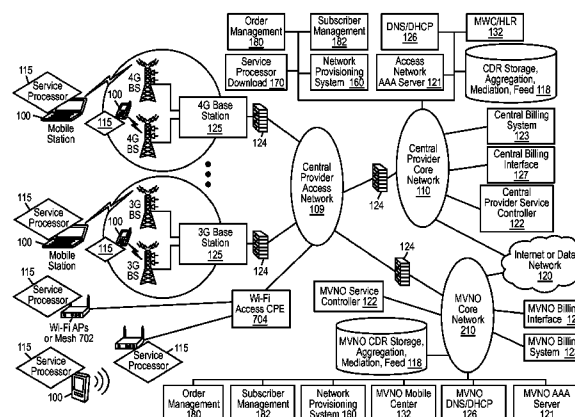 Order
Management
180
Subscriber
Management
182
DNS/DHCP
126
MWC/HLR
132
Service
Processor
Download 170
Network
Provisioning
System 160
Access Network
AAA Server 121
CDR Storage,
Aggregation,
Mediation, Feed 118
115
Service
Processor
100
Mobile
Station
100
115
4G
BS
4G
BS
4G Base
Station
125
124
Central
Provider
Access
Network
109
124
Central
Provider
Core
Network
110
Central Billing
System
123
Central Billing
Interface
127
Central
Provider Service
Controller
122
115
Service
Processor
100
Mobile
Station
100
115
3G
BS
3G
BS
3G Base
Station
125
124
124
Internet or Data
Network
120
115
Service
Processor
Wi-Fi APs
or Mesh 702
Wi-Fi
Access CPE
704
MVNO Service
Controller 122
MVNO
Core
Network
210
MVNO Billing
MVNO Billing
115
Service
Processor
100
115
Service
Processor
MVNO CDR Storage,
Aggregation,
Mediation, Feed 118
Order
Management
180
Subscriber
Management
182
Network
Provisioning
System 160
MVNO Mobile
Center
132
MVNO
DNS/DHCP
126
MVNO AAA
Server
121